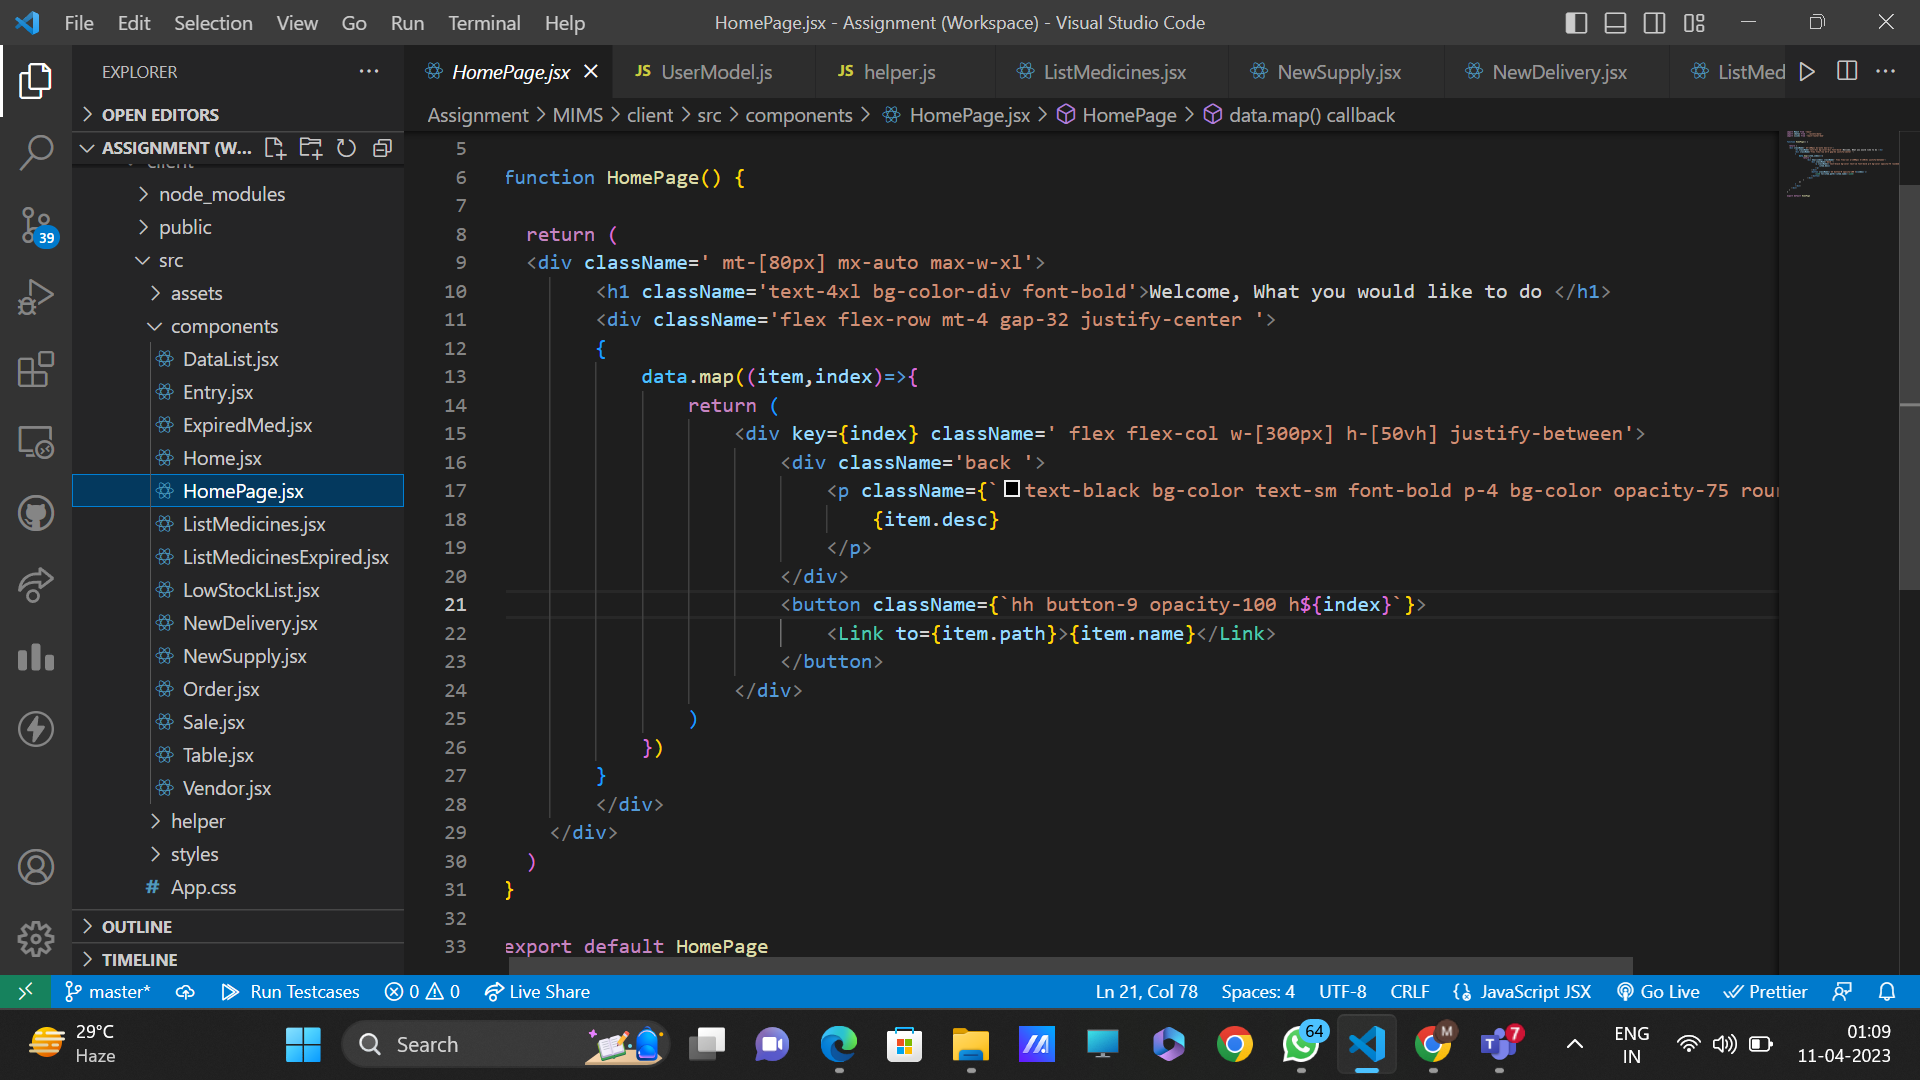 File Edit Selection View Go Run Terminal Help
HomePage.jsx - Assignment (Workspace) - Visual Studio Code
EXPLORER
OPEN EDITORS
ASSIGNMENT (W...
client
node_modules
public
src
assets
components
DataList.jsx
Entry.jsx
ExpiredMed.jsx
Home.jsx
HomePage.jsx
ListMedicines.jsx
ListMedicinesExpired.jsx
LowStockList.jsx
NewDelivery.jsx
NewSupply.jsx
Order.jsx
Sale.jsx
Table.jsx
Vendor.jsx
helper
styles
# App.css
OUTLINE
TIMELINE
39
HomePage.jsx JS UserModel.js JS helper.js ListMedicines.jsx NewSupply.jsx NewDelivery.jsx ListMed
Assignment > MIMS > client > src > components > HomePage.jsx > HomePage > data.map() callback
5
6 function HomePage() {
7
8 return (
9 <div className=' mt-[80px] mx-auto max-w-xl'>
10 <h1 className='text-4xl bg-color-div font-bold'>Welcome, What you would like to do </h1>
11 <div className='flex flex-row mt-4 gap-32 justify-center '>
12 {
13 data.map((item,index)=>{
14 return (
15 <div key={index} className=' flex flex-col w-[300px] h-[50vh] justify-between'>
16 <div className='back '>
17 <p className={`text-black bg-color text-sm font-bold p-4 bg-color opacity-75 rou
18 {item.desc}
19 </p>
20 </div>
21 <button className={`hh button-9 opacity-100 h${index}`}>
22 <Link to={item.path}>{item.name}</Link>
23 </button>
24 </div>
25 )
26 })
27 }
28 </div>
29 </div>
30 )
31 }
32
33 export default HomePage
master* Run Testcases 0 0 Live Share Ln 21, Col 78 Spaces: 4 UTF-8 CRLF JavaScript JSX Go Live Prettier
29°C
Haze
Search
64
M
7
ENG
IN
01:09
11-04-2023